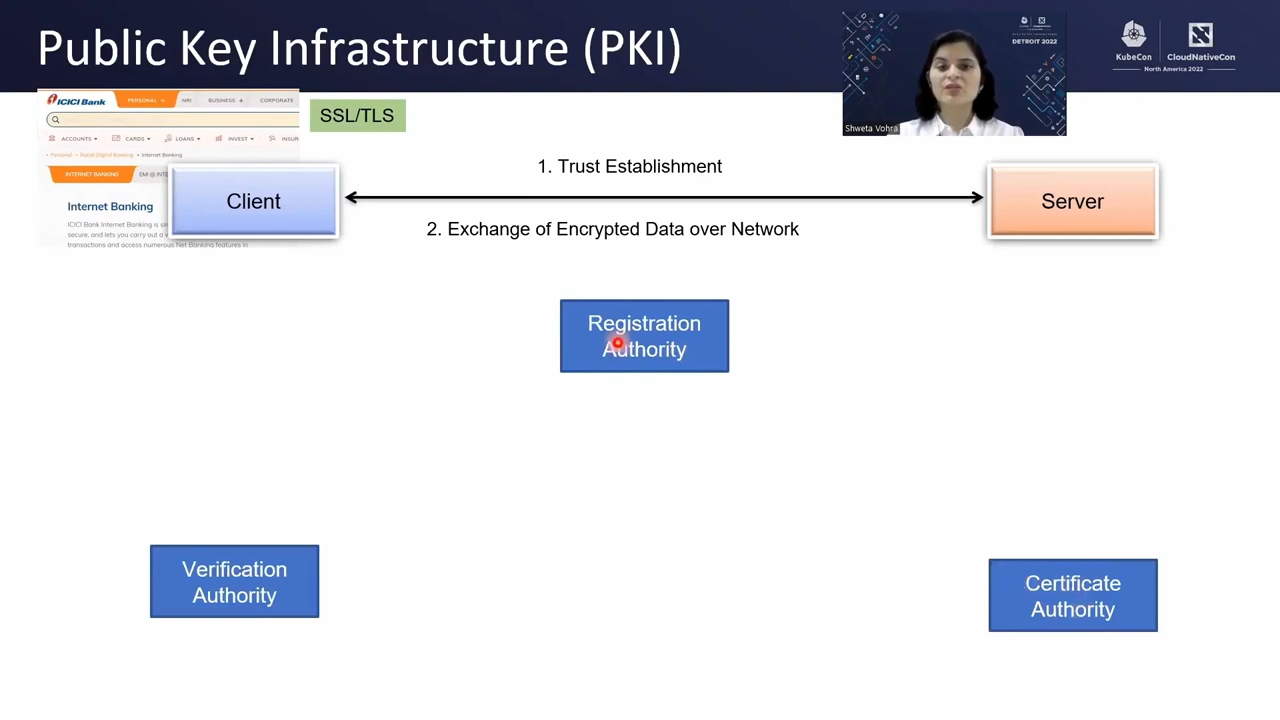 Public Key Infrastructure (PKI)
DETROIT 2022
Shweta Vohra
KubeCon
CloudNativeCon
North America 2022
ICICI Bank
PERSONAL
NRI
BUSINESS +
CORPORATE
SSL/TLS
ACCOUNTS
CARDS
LOANS
INVEST
INSUR
Personal
Internet Banking
INTERNET BANKING
EMI @ INTE
Internet Banking
ICICI Bank Internet Banking is
secure, and lets you carry out a
transactions and access numerous Net Banking features in
Client
1. Trust Establishment
2. Exchange of Encrypted Data over Network
Server
Registration
Authority
Verification
Authority
Certificate
Authority